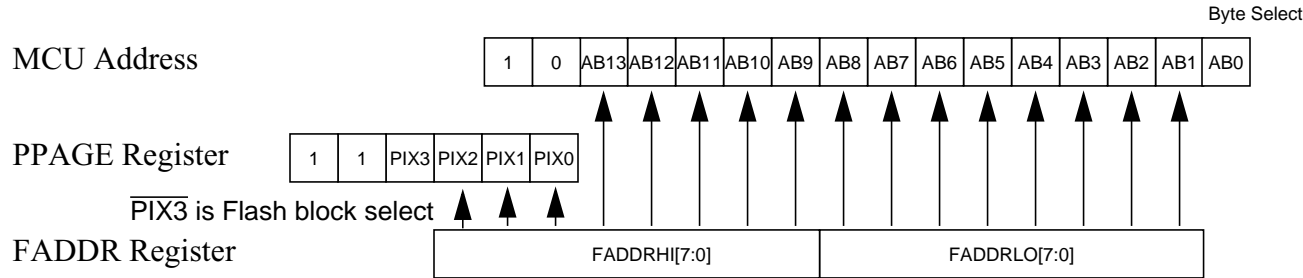 Byte Select
MCU Address 1 0 AB13 AB12 AB11 AB10 AB9 AB8 AB7 AB6 AB5 AB4 AB3 AB2 AB1 AB0
PPAGE Register 1 1 PIX3 PIX2 PIX1 PIX0
PIX3 is Flash block select
FADDR Register FADDRHI[7:0] FADDRLO[7:0]